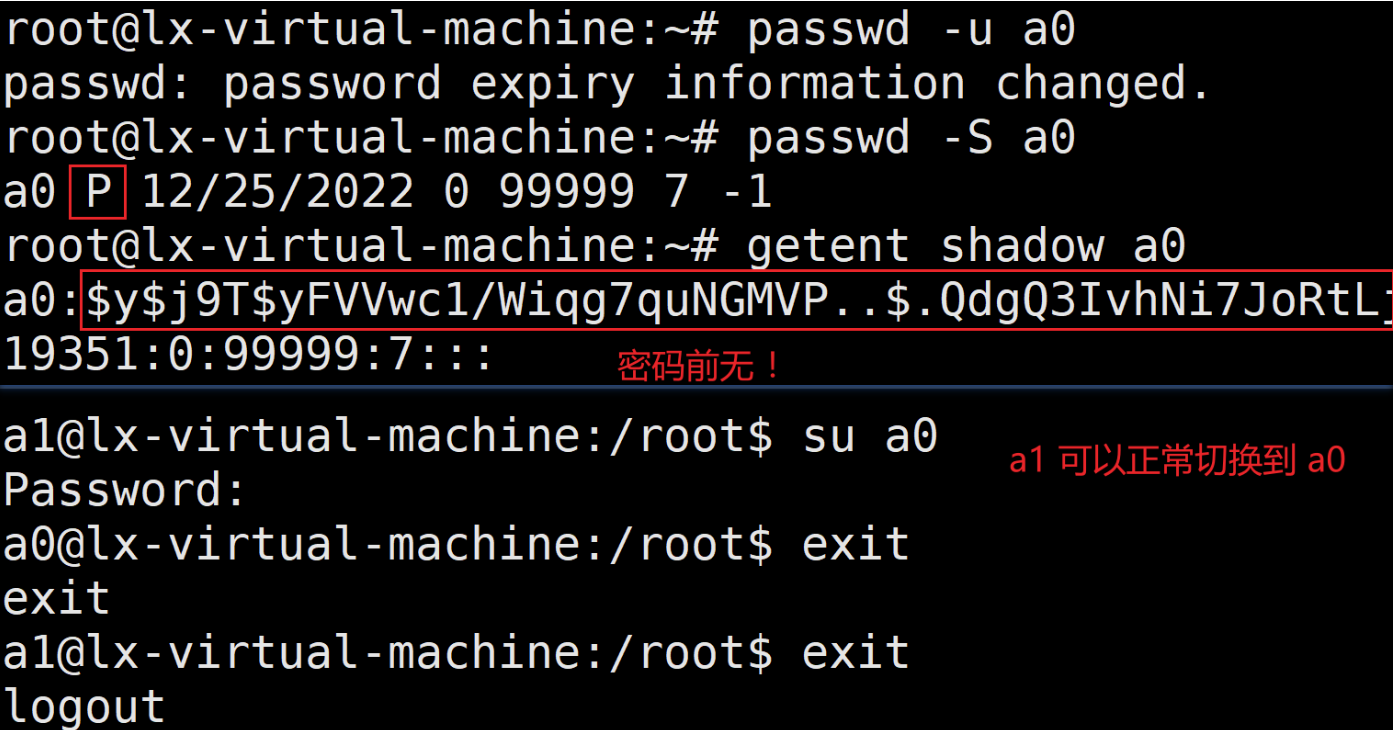 root@lx-virtual-machine:~# passwd -u a0
passwd: password expiry information changed.
root@lx-virtual-machine:~# passwd -S a0
a0 P 12/25/2022 0 99999 7 -1
root@lx-virtual-machine:~# getent shadow a0
a0:$y$j9T$yFVVwc1/Wiqg7quNGMVP..$.QdgQ3IvhNi7JoRtLj
19351:0:99999:7:::
密码前无！
a1@lx-virtual-machine:/root$ su a0
a1 可以正常切换到 a0
Password:
a0@lx-virtual-machine:/root$ exit
exit
a1@lx-virtual-machine:/root$ exit
logout